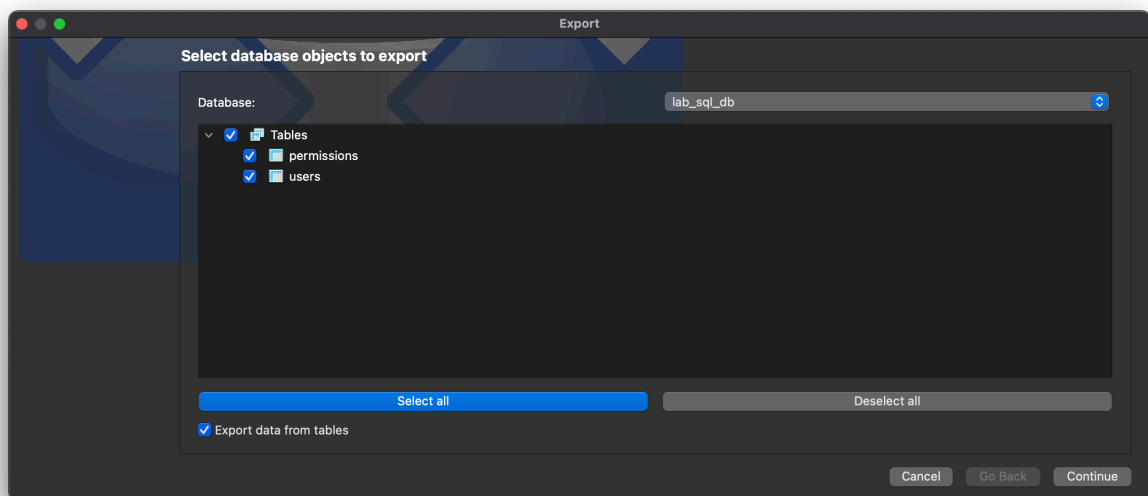 Export
Select database objects to export
Database:
lab_sql_db
Tables
permissions
users
Select all
Deselect all
Export data from tables
Cancel
Go Back
Continue